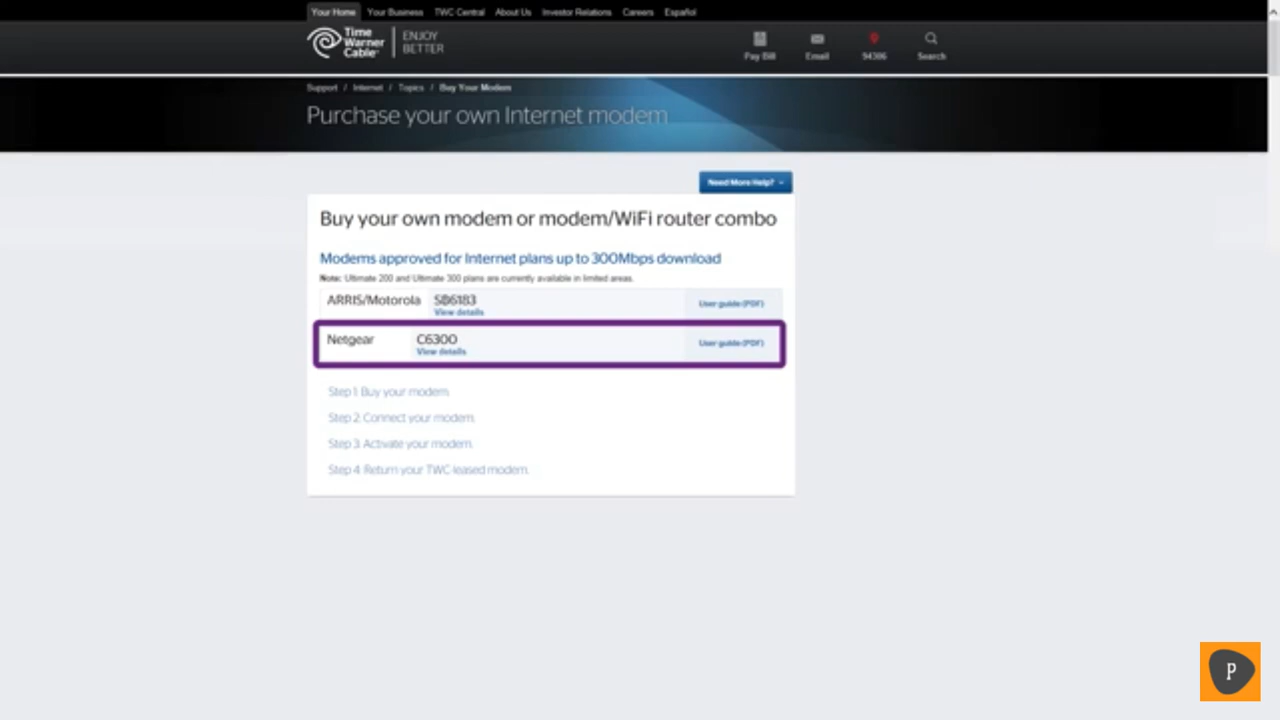 Your Home Your Business TWC Central About Us Investor Relations Careers Español
Time Warner Cable
ENJOY BETTER
Pay Bill Email 94386 Search
Support / Internet / Topics / Buy Your Modem
Purchase your own Internet modem
Need More Help?
Buy your own modem or modem/WiFi router combo
Modems approved for Internet plans up to 300Mbps download
Note: Ultimate 200 and Ultimate 300 plans are currently available in limited areas.
ARRIS/Motorola SB6183 User guide (PDF)
View details
Netgear C6300 User guide (PDF)
View details
Step 1: Buy your modem.
Step 2: Connect your modem.
Step 3: Activate your modem.
Step 4: Return your TWC-leased modem.
P